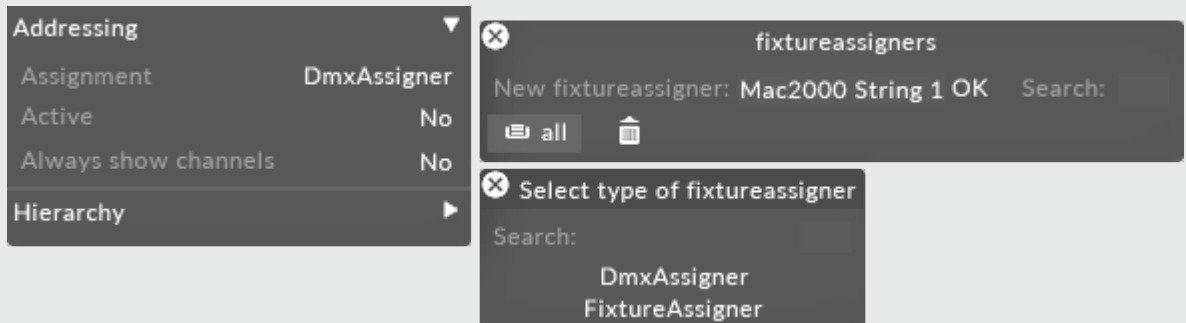 Addressing
Assignment DmxAssigner
Active No
Always show channels No
Hierarchy
fixtureassigners
New fixtureassigner: Mac2000 String 1 OK Search:
all
Select type of fixtureassigner
Search:
DmxAssigner
FixtureAssigner